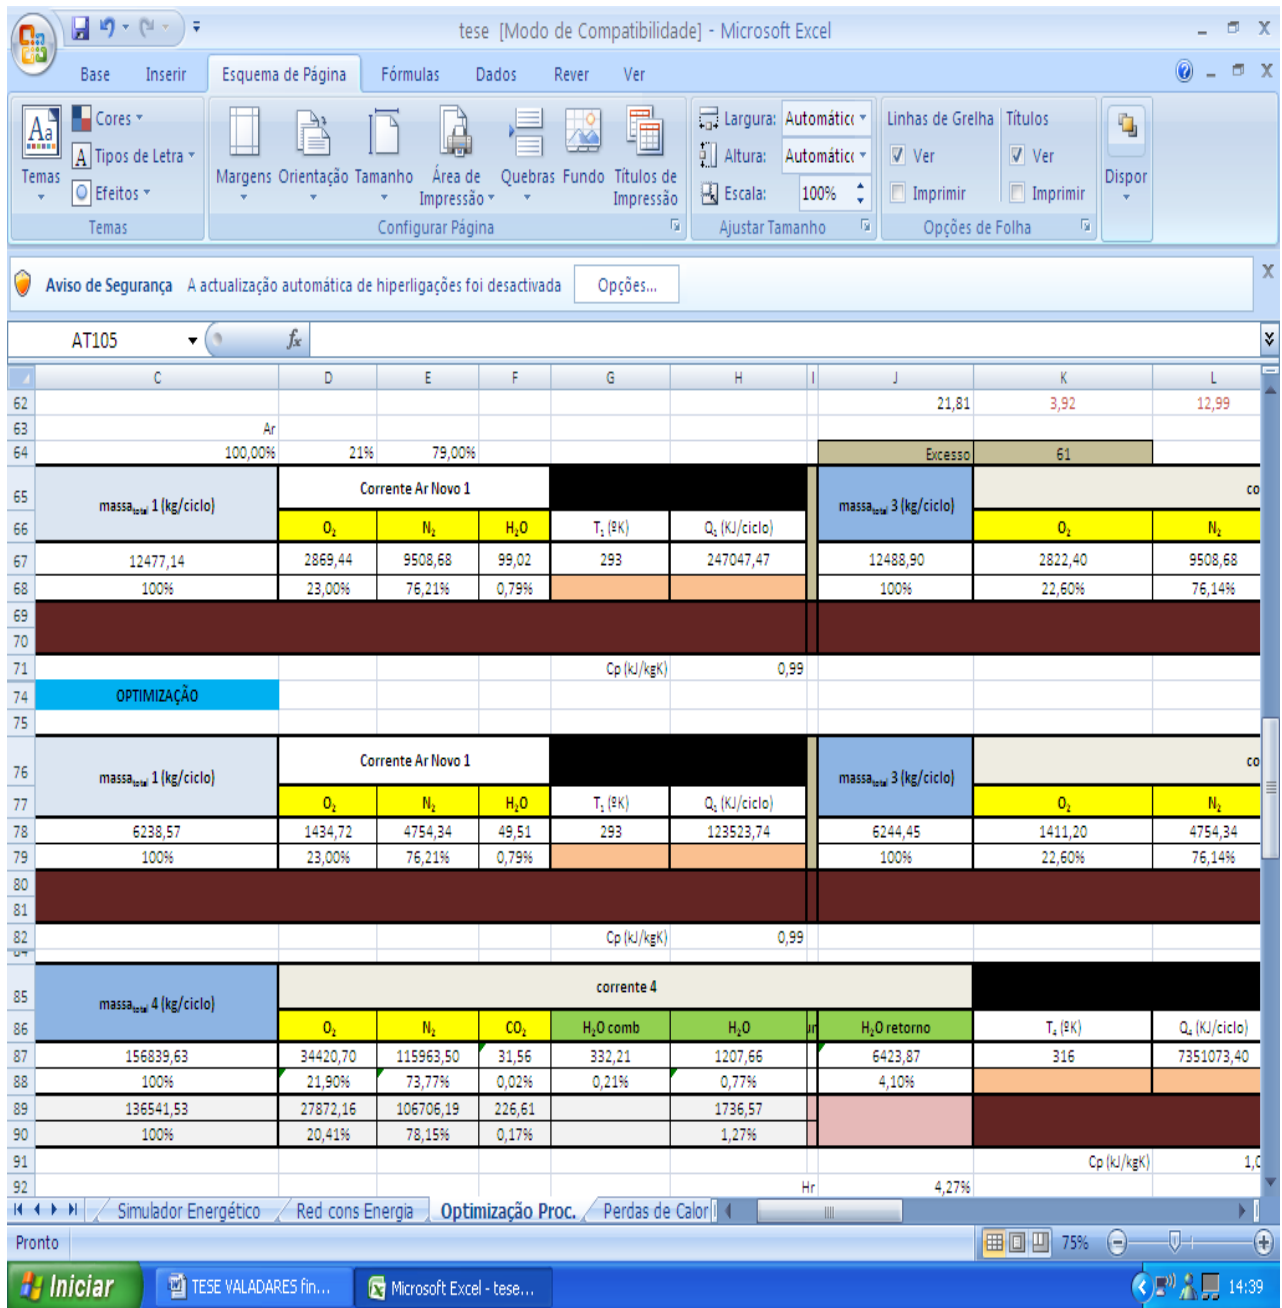 tese [Modo de Compatibilidade] - Microsoft Excel
Base Inserir Esquema de Página Fórmulas Dados Rever Ver
Cores
Tipos de Letra
Efeitos
Temas
Temas
Margens Orientação Tamanho Área de Impressão Quebras Fundo Títulos de Impressão
Configurar Página
Largura: Automátic
Altura: Automátic
Escala: 100%
Ajustar Tamanho
Linhas de Grelha Títulos
Ver Ver
Imprimir Imprimir
Opções de Folha
Dispor
Aviso de Segurança A actualização automática de hiperligações foi desactivada Opções...
AT105 fx
C D E F G H I J K L
62 21,81 3,92 12,99
63 Ar
64 100,00% 21% 79,00% Excesso 61
65 massa total 1 (kg/ciclo) Corrente Ar Novo 1 massa total 3 (kg/ciclo) co
66 O₂ N₂ H₂O T₁ (ºK) Q₁ (KJ/ciclo) O₂ N₂
67 12477,14 2869,44 9508,68 99,02 293 247047,47 12488,90 2822,40 9508,68
68 100% 23,00% 76,21% 0,79% 100% 22,60% 76,14%
69
70
71 Cp (kJ/kgK) 0,99
74 OPTIMIZAÇÃO
75
76 massa total 1 (kg/ciclo) Corrente Ar Novo 1 massa total 3 (kg/ciclo) co
77 O₂ N₂ H₂O T₁ (ºK) Q₁ (KJ/ciclo) O₂ N₂
78 6238,57 1434,72 4754,34 49,51 293 123523,74 6244,45 1411,20 4754,34
79 100% 23,00% 76,21% 0,79% 100% 22,60% 76,14%
80
81
82 Cp (kJ/kgK) 0,99
85 massa total 4 (kg/ciclo) corrente 4
86 O₂ N₂ CO₂ H₂O comb H₂O H₂O retorno T₄ (ºK) Q₄ (KJ/ciclo)
87 156839,63 34420,70 115963,50 31,56 332,21 1207,66 6423,87 316 7351073,40
88 100% 21,90% 73,77% 0,02% 0,21% 0,77% 4,10%
89 136541,53 27872,16 106706,19 226,61 1736,57
90 100% 20,41% 78,15% 0,17% 1,27%
91 Cp (kJ/kgK) 1,0
92 Hr 4,27%
Simulador Energético Red cons Energia Optimização Proc. Perdas de Calor
Pronto 75%
Iniciar TESE VALADARES fin... Microsoft Excel - tese... 14:39